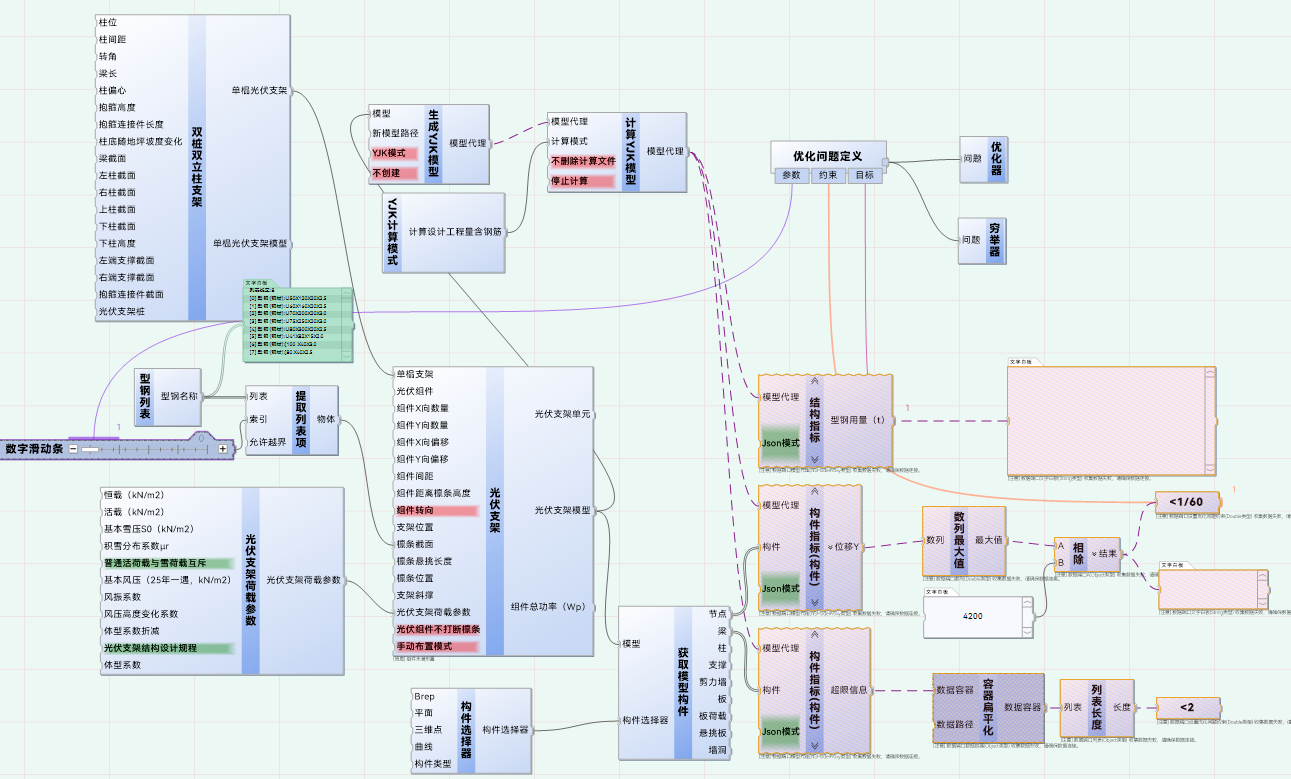 柱位
柱间距
转角
梁长
柱偏心
抱箍高度
抱箍连接件长度
柱底随地坪坡度变化
梁截面
左柱截面
右柱截面
上柱截面
下柱截面
下柱高度
左端支撑截面
右端支撑截面
抱箍连接件截面
光伏支架桩
双桩双立柱支架
单榀光伏支架
单榀光伏支架模型
模型
新模型路径
YJK模式
不创建
生成YJK模型
模型代理
YJK计算模式
计算设计工程量含钢筋
模型代理
计算模式
不删除计算文件
停止计算
计算YJK模型
模型代理
优化问题定义
参数
约束
目标
问题
优化器
问题
穷举器
文字白板
型钢列表
型钢名称
列表
索引
允许越界
提取列表项
物体
1
数字滑动条
0
恒载（kN/m2）
活载（kN/m2）
基本雪压S0（kN/m2）
积雪分布系数μr
普通活荷载与雪荷载互斥
基本风压（25年一遇，kN/m2）
风振系数
风压高度变化系数
体型系数折减
光伏支架结构设计规程
体型系数
光伏支架荷载参数
光伏支架荷载参数
单榀支架
光伏组件
组件X向数量
组件Y向数量
组件X向偏移
组件Y向偏移
组件间距
组件距离檩条高度
组件转向
支架位置
檩条截面
檩条悬挑长度
檩条位置
支架斜撑
光伏支架荷载参数
光伏组件不打断檩条
手动布置模式
光伏支架
光伏支架单元
光伏支架模型
组件总功率（Wp）
Brep
平面
三维点
曲线
构件类型
构件选择器
构件选择器
模型
构件选择器
获取模型构件
节点
梁
柱
支撑
剪力墙
板
板荷载
悬挑板
墙洞
模型代理
Json模式
结构指标
型钢用量（t）
1
文字白板
模型代理
构件
Json模式
构件指标(构件)
位移Y
数列
数列最大值
最大值
文字白板
4200
A
B
相除
结果
<1/60
1
文字白板
模型代理
构件
Json模式
构件指标(构件)
超限信息
数据容器
数据路径
容器扁平化
数据容器
列表
列表长度
长度
<2